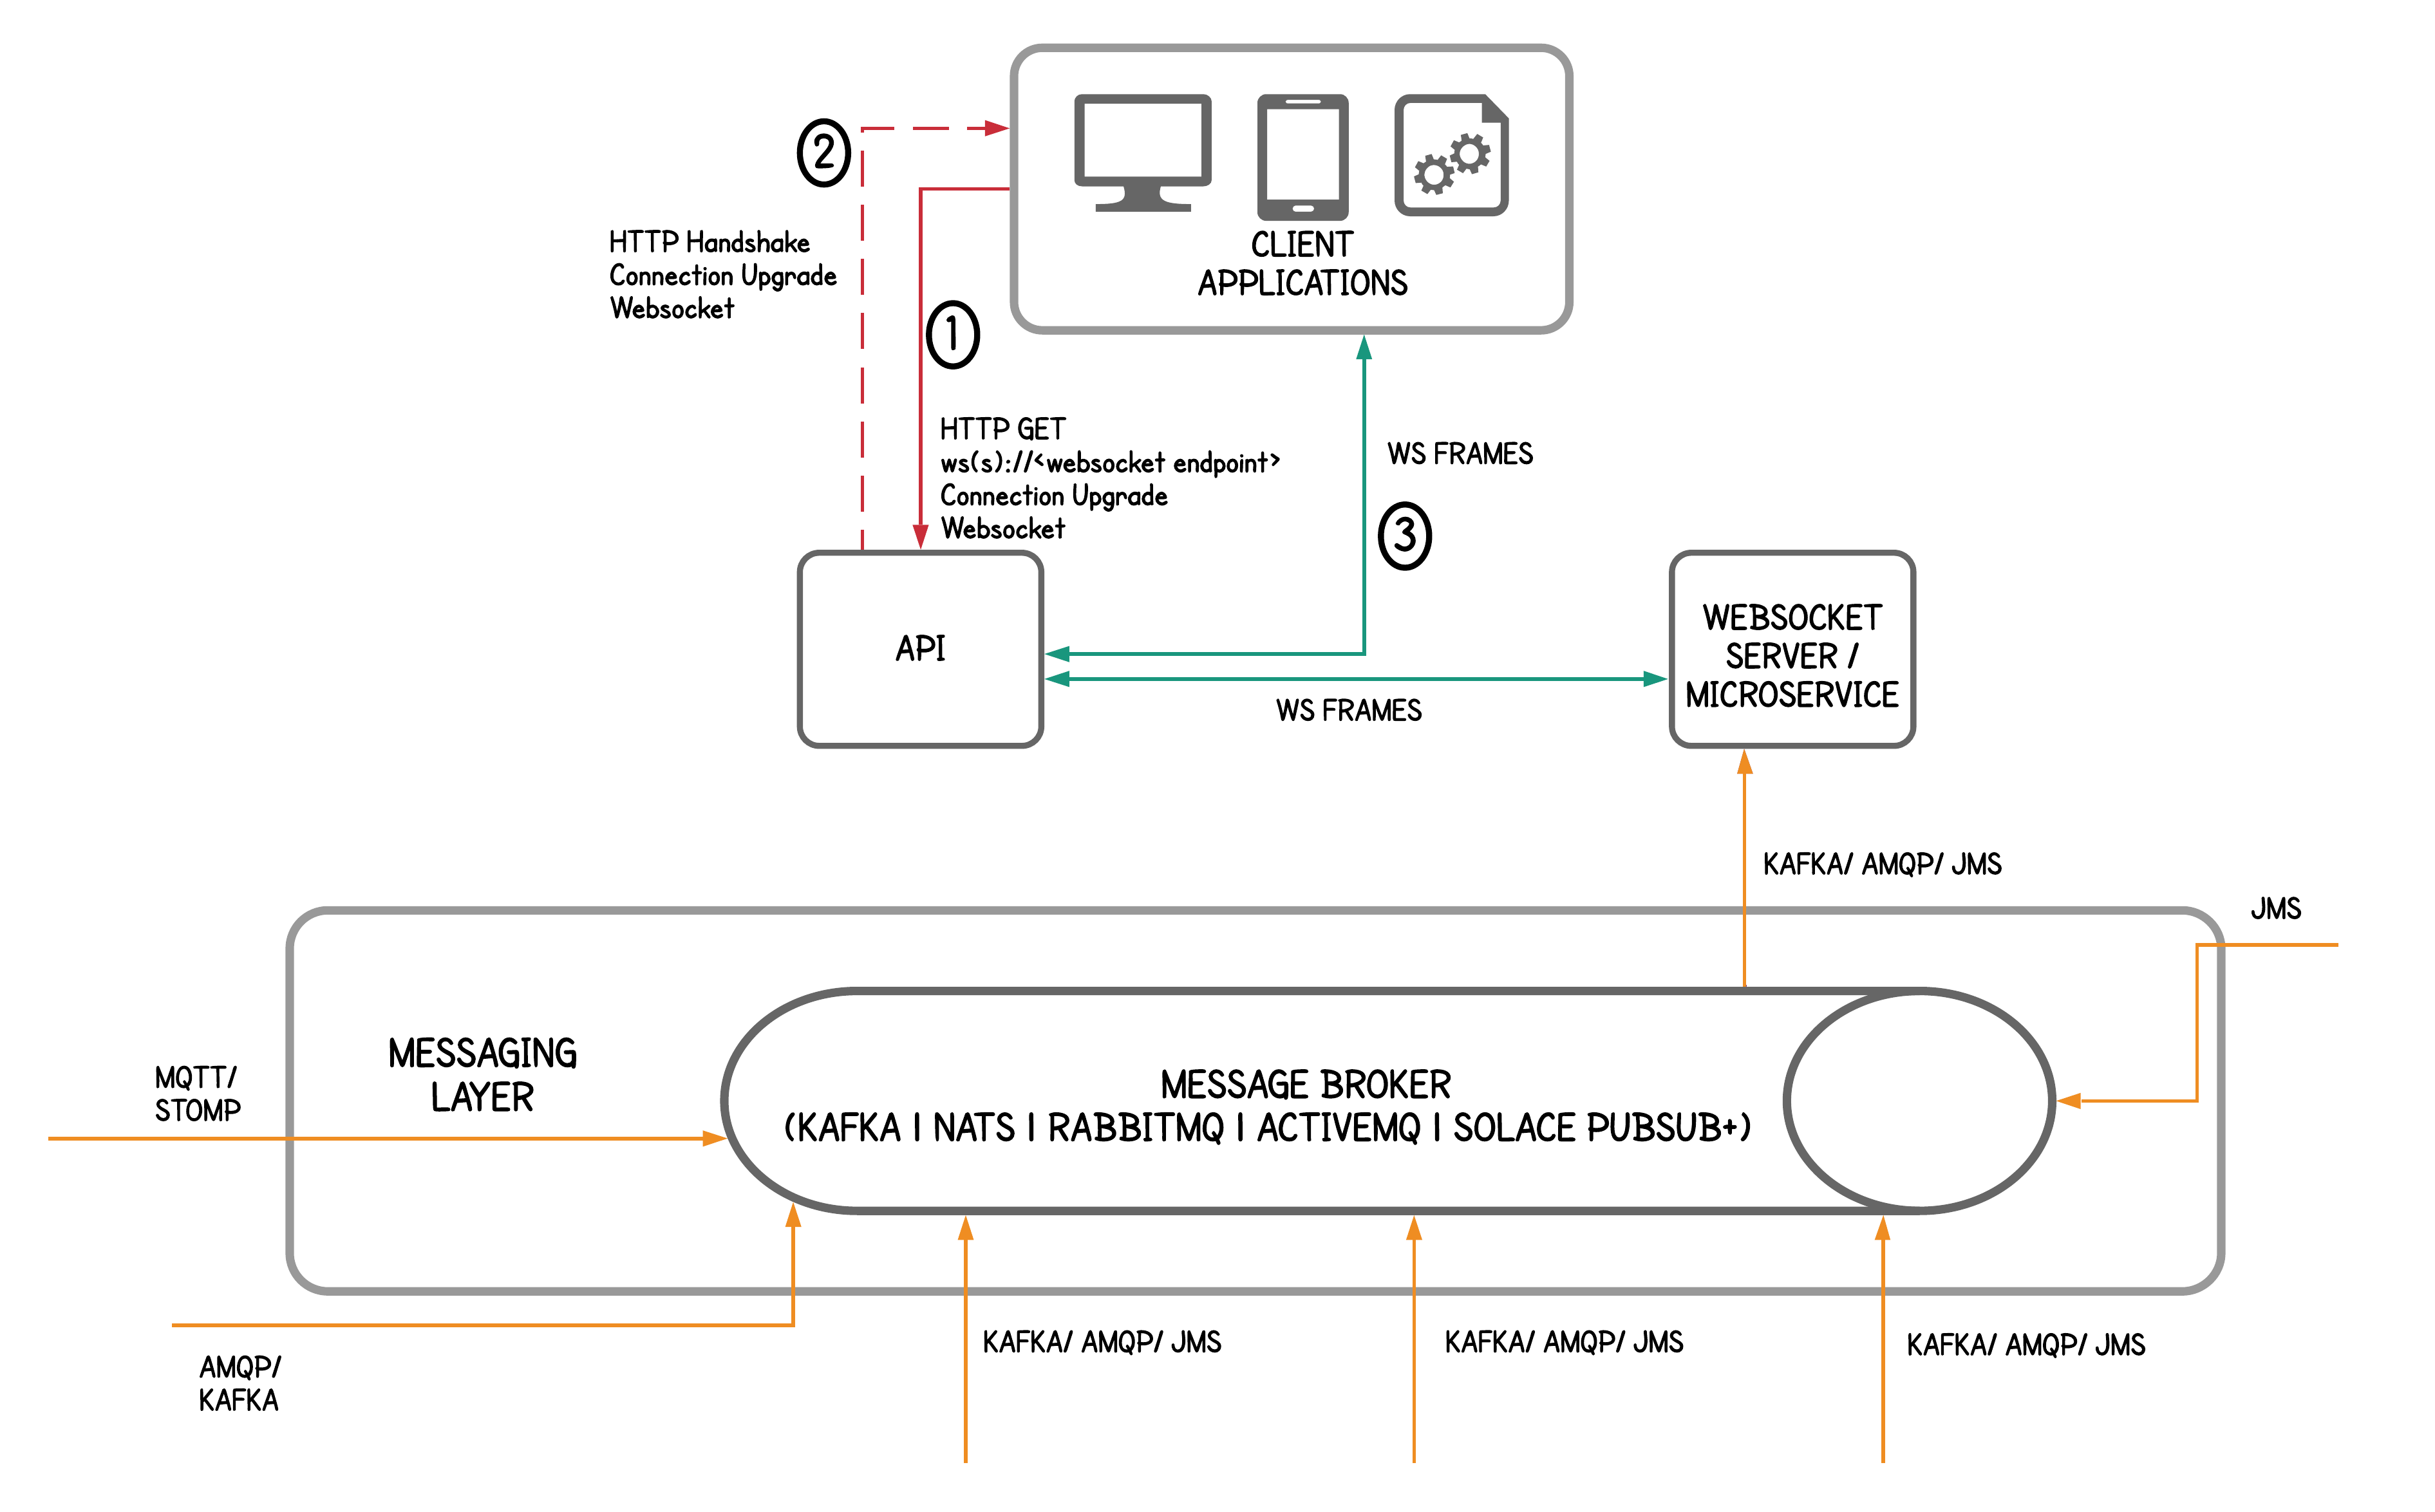 2
CLIENT
APPLICATIONS
HTTP Handshake
Connection Upgrade
Websocket
1
HTTP GET
ws(s)://<websocket endpoint>
Connection Upgrade
Websocket
WS FRAMES
3
API
WEBSOCKET
SERVER /
MICROSERVICE
WS FRAMES
KAFKA/ AMQP/ JMS
JMS
MESSAGING
LAYER
MQTT/
STOMP
MESSAGE BROKER
(KAFKA | NATS | RABBITMQ | ACTIVEMQ | SOLACE PUBSUB+)
AMQP/
KAFKA
KAFKA/ AMQP/ JMS
KAFKA/ AMQP/ JMS
KAFKA/ AMQP/ JMS